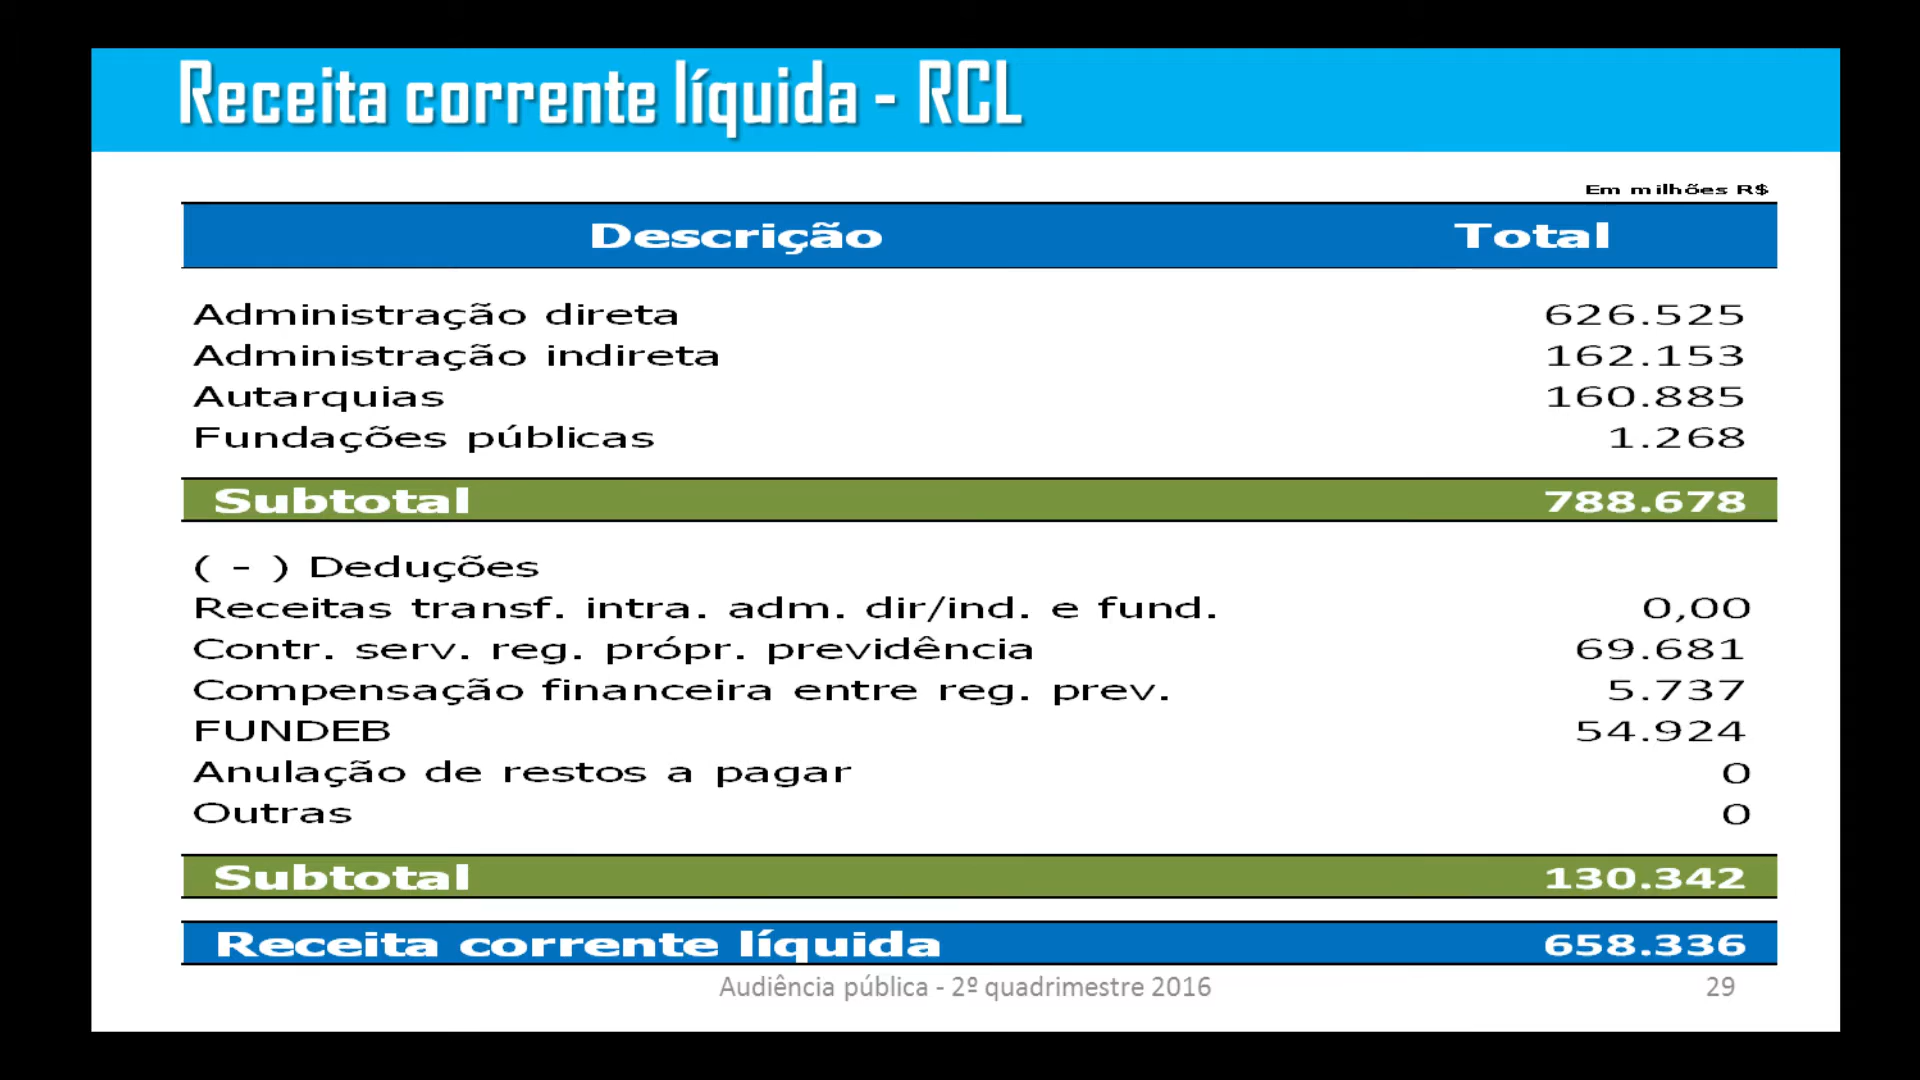 Receita corrente líquida - RCL
Em milhões R$
Descrição Total
Administração direta 626.525
Administração indireta 162.153
Autarquias 160.885
Fundações públicas 1.268
Subtotal 788.678
( - ) Deduções
Receitas transf. intra. adm. dir/ind. e fund. 0,00
Contr. serv. reg. própr. previdência 69.681
Compensação financeira entre reg. prev. 5.737
FUNDEB 54.924
Anulação de restos a pagar 0
Outras 0
Subtotal 130.342
Receita corrente líquida 658.336
Audiência pública - 2º quadrimestre 2016 29